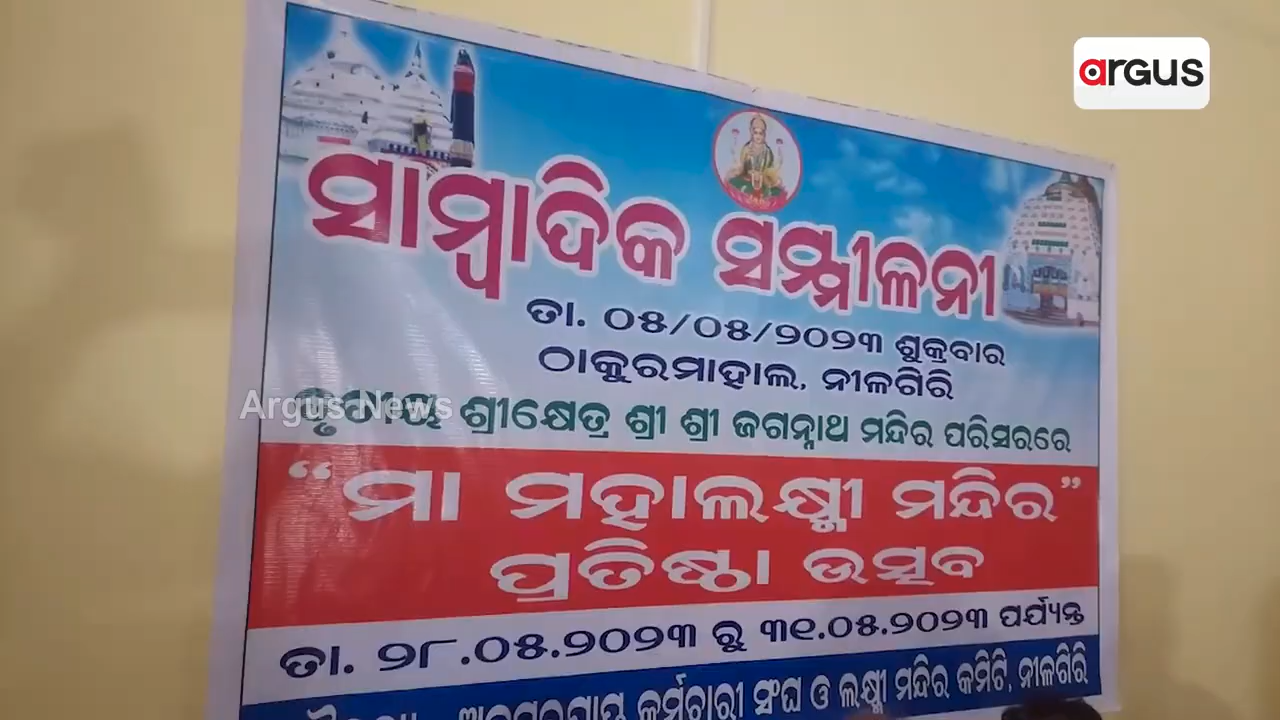 argus
ସାମ୍ବାଦିକ ସମ୍ମୀଳନୀ
ତା. ୦୫/୦୫/୨୦୨୩ ଶୁକ୍ରବାର
ଠାକୁରମାହାଲ, ନୀଳଗିରି
Argus News
ଶ୍ରୀକ୍ଷେତ୍ର ଶ୍ରୀ ଶ୍ରୀ ଜଗନ୍ନାଥ ମନ୍ଦିର ପରିସରରେ
“ମା ମହାଲକ୍ଷ୍ମୀ ମନ୍ଦିର”
ପ୍ରତିଷ୍ଠା ଉତ୍ସବ
ତା. ୨୮.୦୫.୨୦୨୩ ରୁ ୩୧.୦୫.୨୦୨୩ ପର୍ଯ୍ୟନ୍ତ
କର୍ମଚାରୀ ସଂଘ ଓ ଲକ୍ଷ୍ମୀ ମନ୍ଦିର କମିଟି, ନୀଳଗିରି